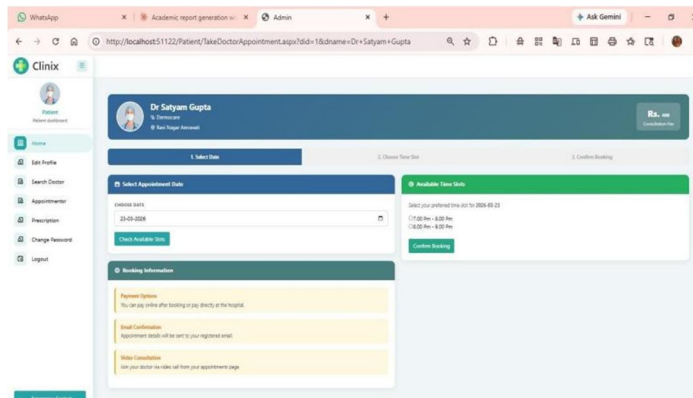 WhatsApp
Academic report generation wi
Admin
Ask Gemini
http://localhost:51122/Patient/TakeDoctorAppointment.aspx?did=1&dname=Dr+Satyam+Gupta
Clinix
Patient
Patient dashboard
Home
Edit Profile
Search Doctor
Appointments
Prescription
Change Password
Logout
Dr Satyam Gupta
Dermocare
Rani Nagar
Rs.
Consultation Fee
1. Select Date
2. Choose Time Slot
3. Confirm Booking
Select Appointment Date
CHOOSE DATE
23-03-2026
Check Available Slots
Available Time Slots
Select your preferred time slot for 2026-03-23
7.00 Pm - 8.00 Pm
8.00 Pm - 9.00 Pm
Confirm Booking
Booking Information
Payment Options
You can pay online after booking or pay directly at the hospital.
Email Confirmation
Appointment details will be sent to your registered email.
Video Consultation
Join your doctor via video call from your appointments page.